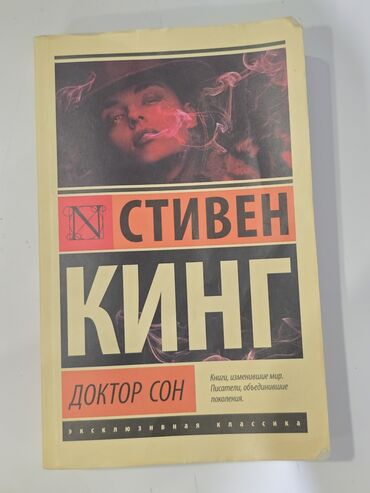 N
СТИВЕН
КИНГ
ДОКТОР СОН
Книги, изменившие мир.
Писатели, объединившие
поколения.
эксклюзивная классика